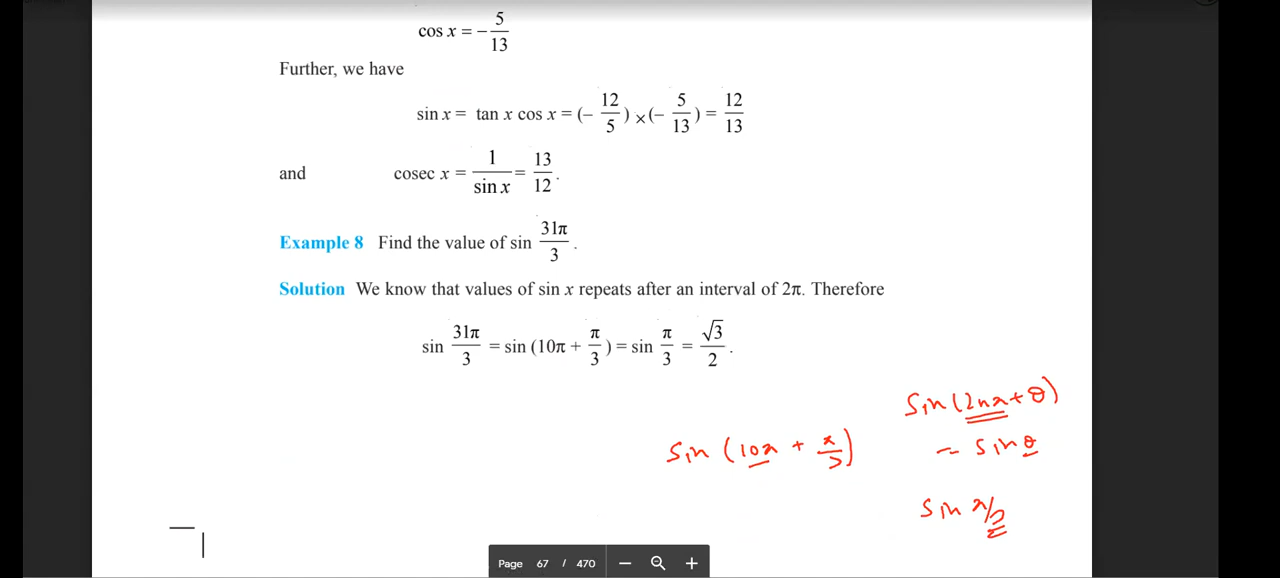 cos x = − 5/13
Further, we have
sin x = tan x cos x = (− 12/5) × (− 5/13) = 12/13
and cosec x = 1/sin x = 13/12.
Example 8 Find the value of sin 31π/3.
Solution We know that values of sin x repeats after an interval of 2π. Therefore
sin 31π/3 = sin (10π + π/3) = sin π/3 = √3/2.
Sin (2nπ + θ)
= Sin θ
Sin (10π + π/3)
Sin π/3
Page 67 / 470 − +